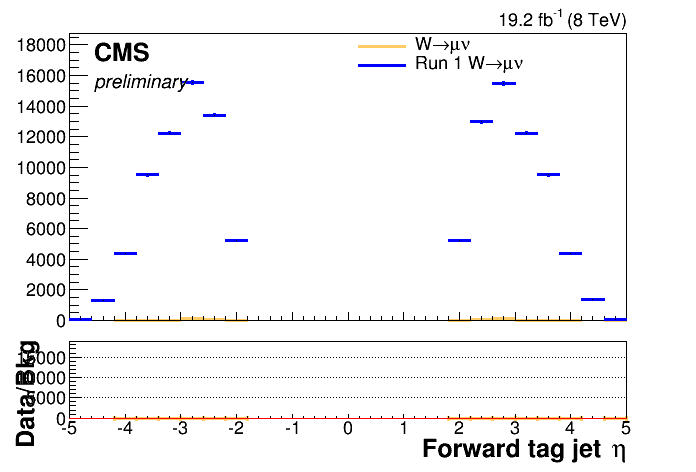 19.2 fb-1 (8 TeV)
CMS
preliminary
W→μν
Run 1 W→μν
18000
16000
14000
12000
10000
8000
6000
4000
2000
0
Data/Bkg
0
-5 -4 -3 -2 -1 0 1 2 3 4 5
Forward tag jet η